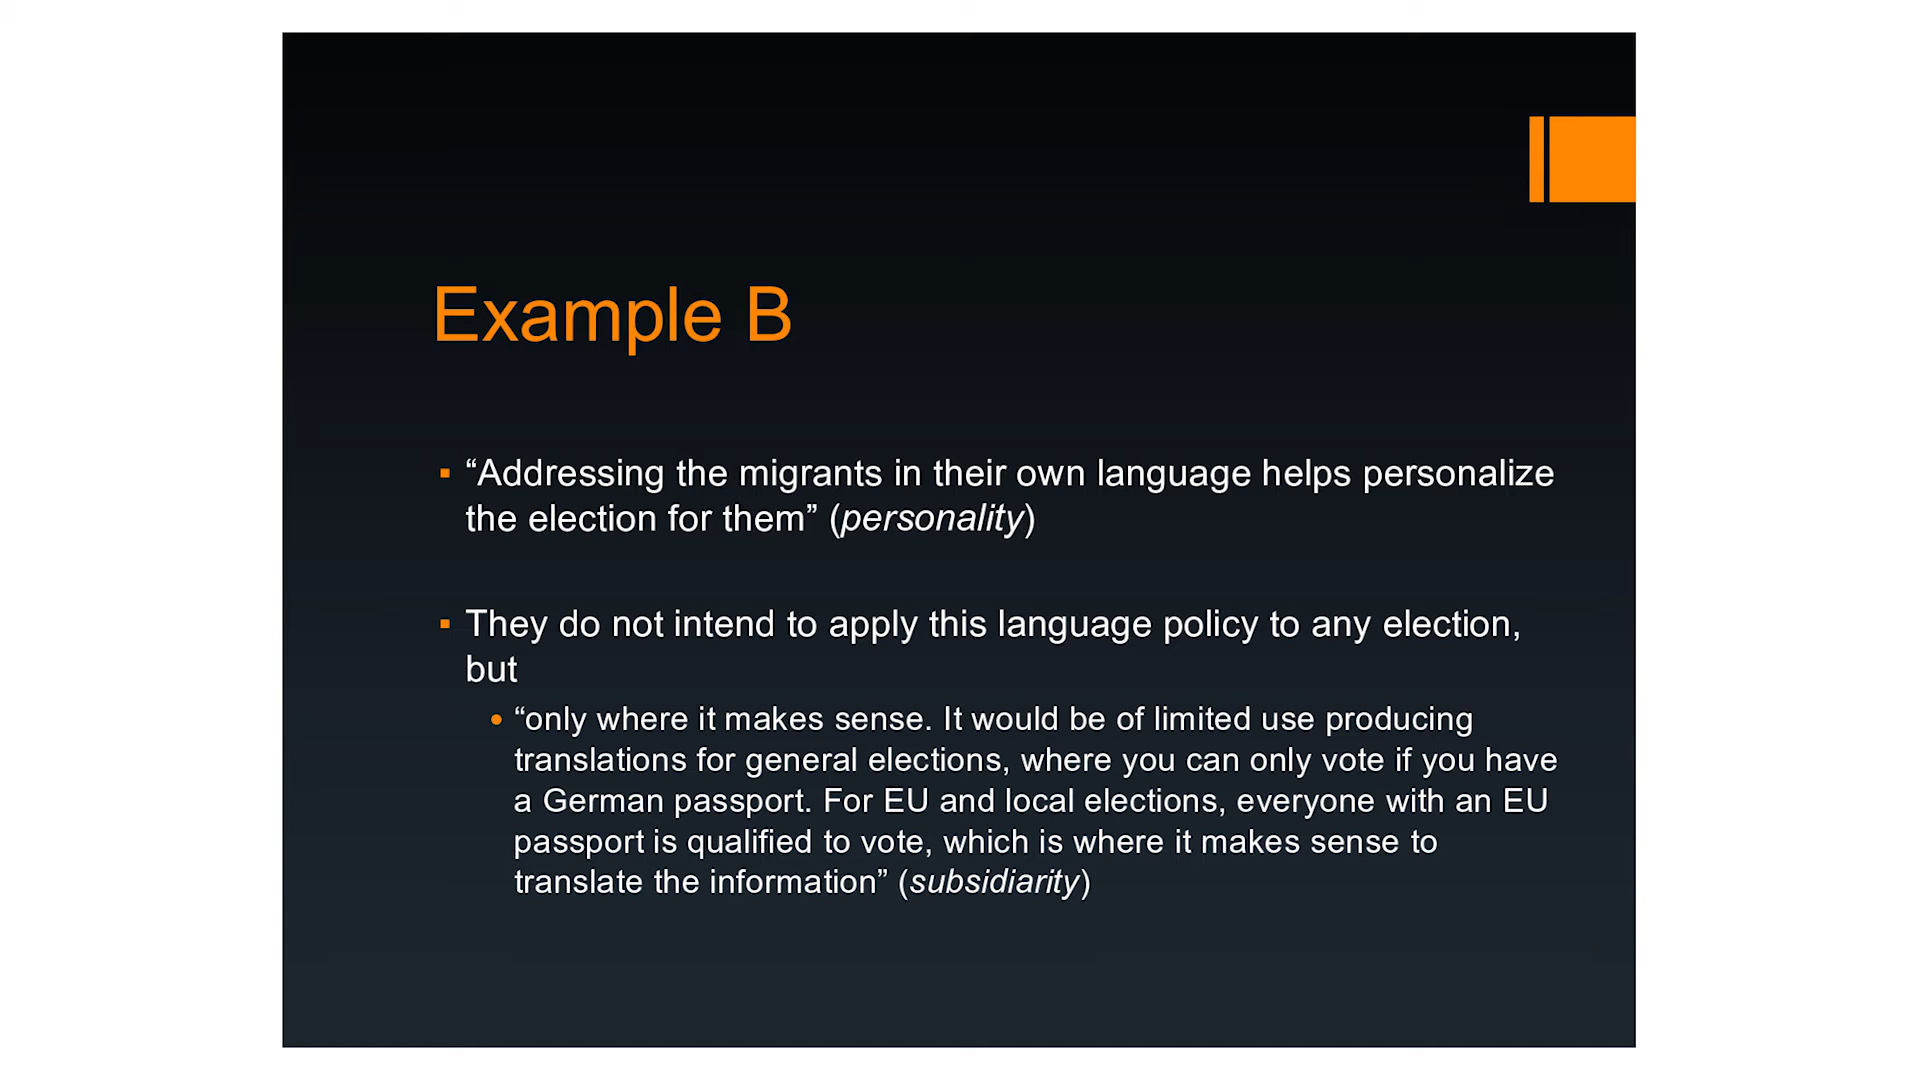 Example B
▪ “Addressing the migrants in their own language helps personalize
the election for them” (personality)
▪ They do not intend to apply this language policy to any election,
but
• “only where it makes sense. It would be of limited use producing
translations for general elections, where you can only vote if you have
a German passport. For EU and local elections, everyone with an EU
passport is qualified to vote, which is where it makes sense to
translate the information” (subsidiarity)